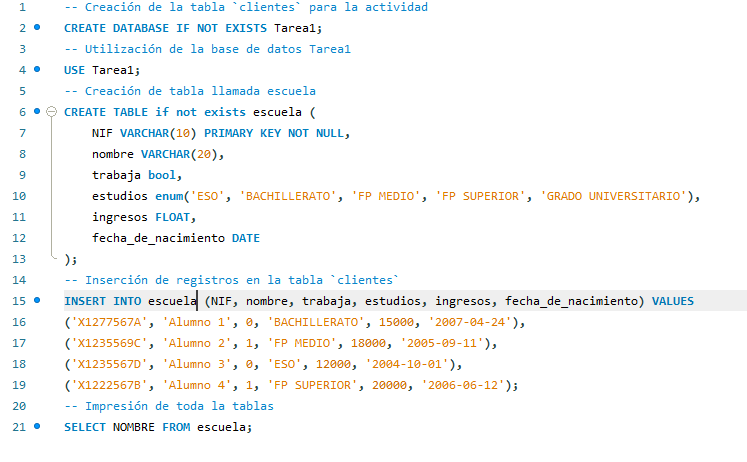 1 -- Creación de la tabla `clientes` para la actividad
2 CREATE DATABASE IF NOT EXISTS Tarea1;
3 -- Utilización de la base de datos Tarea1
4 USE Tarea1;
5 -- Creación de tabla llamada escuela
6 CREATE TABLE if not exists escuela (
7 NIF VARCHAR(10) PRIMARY KEY NOT NULL,
8 nombre VARCHAR(20),
9 trabaja bool,
10 estudios enum('ESO', 'BACHILLERATO', 'FP MEDIO', 'FP SUPERIOR', 'GRADO UNIVERSITARIO'),
11 ingresos FLOAT,
12 fecha_de_nacimiento DATE
13 );
14 -- Inserción de registros en la tabla `clientes`
15 INSERT INTO escuela (NIF, nombre, trabaja, estudios, ingresos, fecha_de_nacimiento) VALUES
16 ('X1277567A', 'Alumno 1', 0, 'BACHILLERATO', 15000, '2007-04-24'),
17 ('X1235569C', 'Alumno 2', 1, 'FP MEDIO', 18000, '2005-09-11'),
18 ('X1235567D', 'Alumno 3', 0, 'ESO', 12000, '2004-10-01'),
19 ('X1222567B', 'Alumno 4', 1, 'FP SUPERIOR', 20000, '2006-06-12');
20 -- Impresión de toda la tablas
21 SELECT NOMBRE FROM escuela;